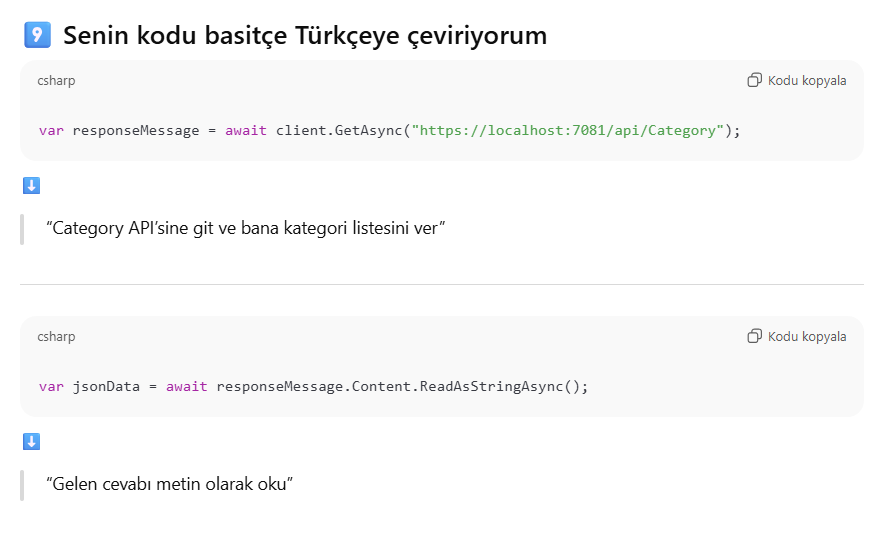 9 Senin kodu basitçe Türkçeye çeviriyorum
csharp
Kodu kopyala
var responseMessage = await client.GetAsync("https://localhost:7081/api/Category");
“Category API’sine git ve bana kategori listesini ver”
csharp
Kodu kopyala
var jsonData = await responseMessage.Content.ReadAsStringAsync();
“Gelen cevabı metin olarak oku”